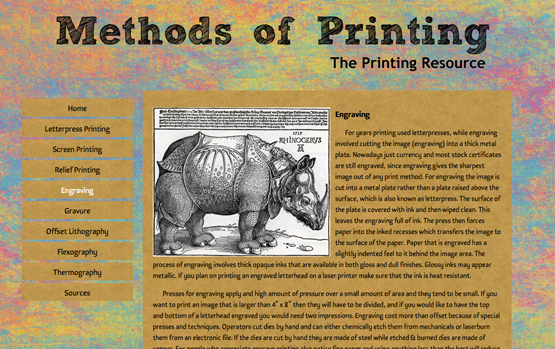 Methods of Printing
The Printing Resource
Home
Letterpress Printing
Screen Printing
Relief Printing
Engraving
Gravure
Offset Lithography
Flexography
Thermography
Sources
1515
RHINOCERVS
Engraving
For years printing used letterpresses, while engraving
involved cutting the image (engraving) into a thick metal
plate. Nowadays just currency and most stock certificates
are still engraved, since engraving gives the sharpest
image out of any print method. For engraving the image is
cut into a metal plate rather than a plate raised above the
surface, which is also known as letterpress. The surface of
the plate is covered with ink and then wiped clean. This
leaves the engraving full of ink. The press then forces
paper into the inked recesses which transfers the image to
the surface of the paper. Paper that is engraved has a
slightly indented feel to it behind the image area. The
process of engraving involves thick opaque inks that are available in both gloss and dull finishes. Glossy inks may appear
metallic. If you plan on printing an engraved letterhead on a laser printer make sure that the ink is heat resistant.
Presses for engraving apply and high amount of pressure over a small amount of area and they tend to be small. If you
want to print an image that is larger than 4" x 8" then they will have to be divided, and if you would like to have the top
and bottom of a letterhead engraved you would need two impressions. Engraving cost more than offset because of special
presses and techniques. Operators cut dies by hand and can either chemically etch them from mechanicals or laserburn
them from an electronic file. If the dies are cut by hand they are made of steel while etched & burned dies are made of